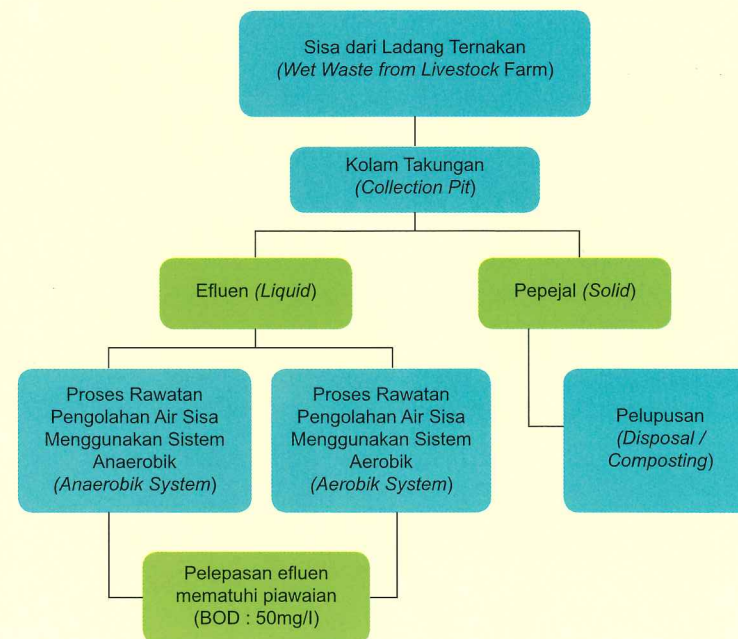 Sisa dari Ladang Ternakan
(Wet Waste from Livestock Farm)
Kolam Takungan
(Collection Pit)
Efluen (Liquid)
Pepejal (Solid)
Proses Rawatan
Pengolahan Air Sisa
Menggunakan Sistem
Anaerobik
(Anaerobik System)
Proses Rawatan
Pengolahan Air Sisa
Menggunakan Sistem
Aerobik
(Aerobik System)
Pelupusan
(Disposal /
Composting)
Pelepasan efluen
mematuhi piawaian
(BOD : 50mg/l)